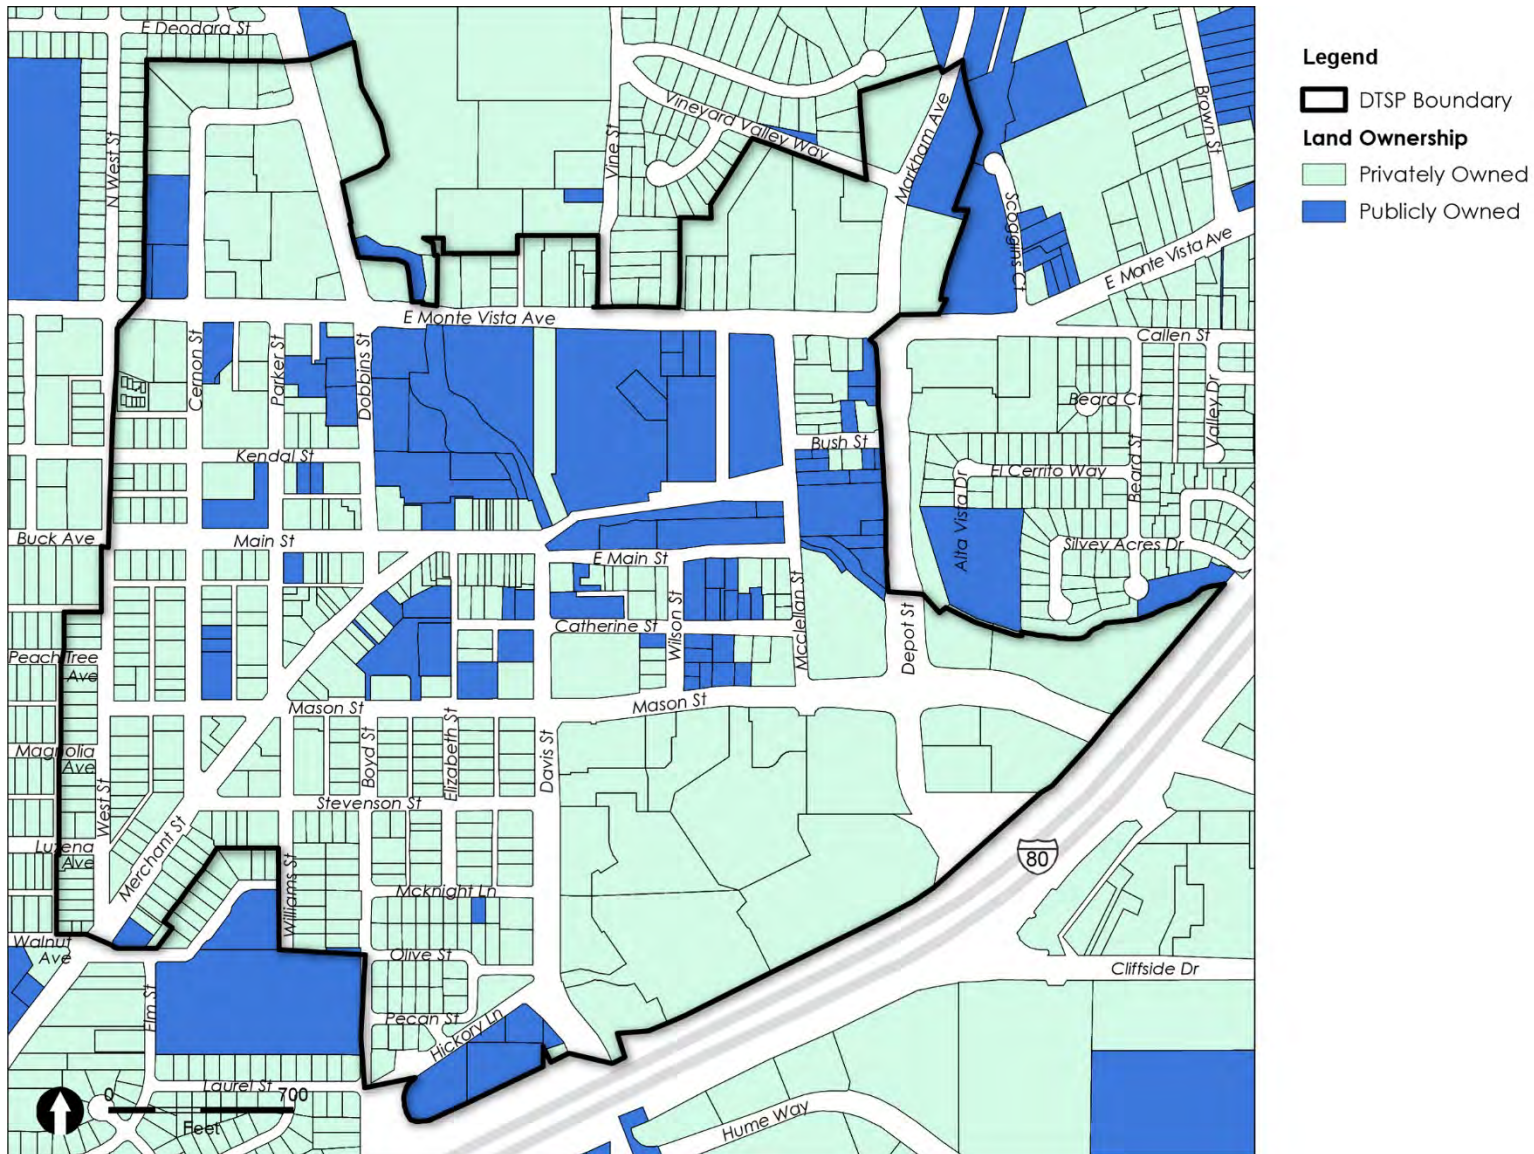 E Deodara St
Legend
DTSP Boundary
Land Ownership
Privately Owned
Publicly Owned
N West St
Vine St
Vineyard Valley Way
Markham Ave
Brown St
Scoggins Ct
E Monte Vista Ave
E Monte Vista Ave
Callen St
Cernon St
Parker St
Dobbins St
Beard Ct
Valley Dr
Bush St
Kendal St
El Cerrito Way
Beard St
Alta Vista Dr
Buck Ave
Main St
E Main St
Silvey Acres Dr
Wilson St
Mcclellan St
Depot St
Catherine St
Peach Tree
Ave
Mason St
Mason St
Magnolia
Ave
Boyd St
Elizabeth St
Davis St
West St
Stevenson St
Luzena
Ave
Merchant St
Williams St
80
Mcknight Ln
Walnut
Ave
Olive St
Cliffside Dr
Elm St
Pecan St
Hickory Ln
Laurel St
0 700
Feet
Hume Way